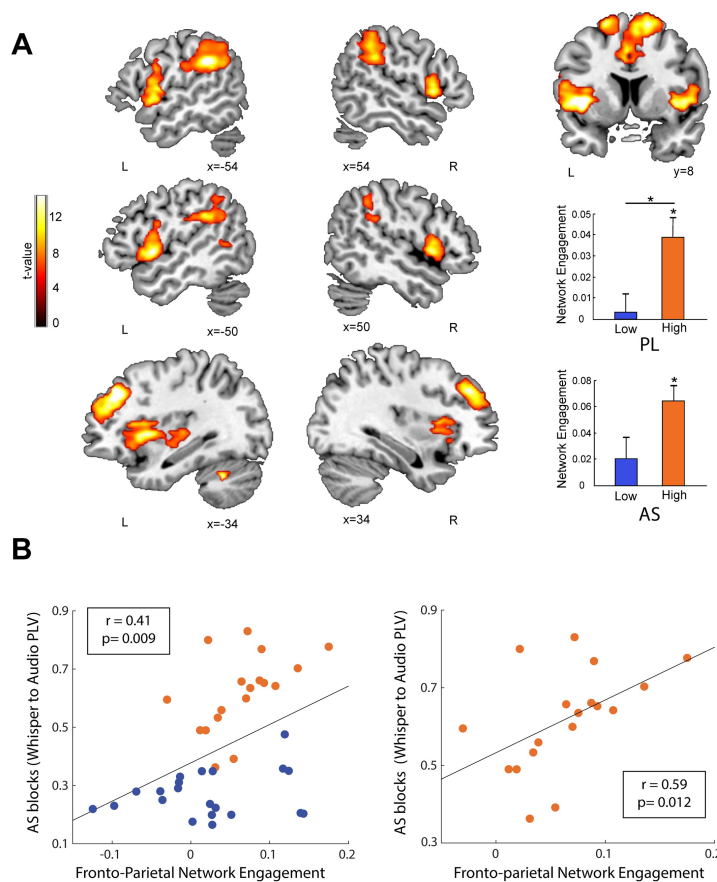 A
L x=-54
x=54 R
L y=8
t-value
12
8
4
0
L x=-50
x=50 R
*
*
Network Engagement
0.05
0.04
0.03
0.02
0.01
0
Low High
PL
L x=-34
x=34 R
*
Network Engagement
0.08
0.06
0.04
0.02
0
Low High
AS
B
AS blocks (Whisper to Audio PLV)
0.9
0.7
0.5
0.3
0.1
r = 0.41
p= 0.009
-0.1 0 0.1 0.2
Fronto-Parietal Network Engagement
AS blocks (Whisper to Audio PLV)
0.9
0.7
0.5
0.3
r = 0.59
p= 0.012
0 0.1 0.2
Fronto-parietal Network Engagement